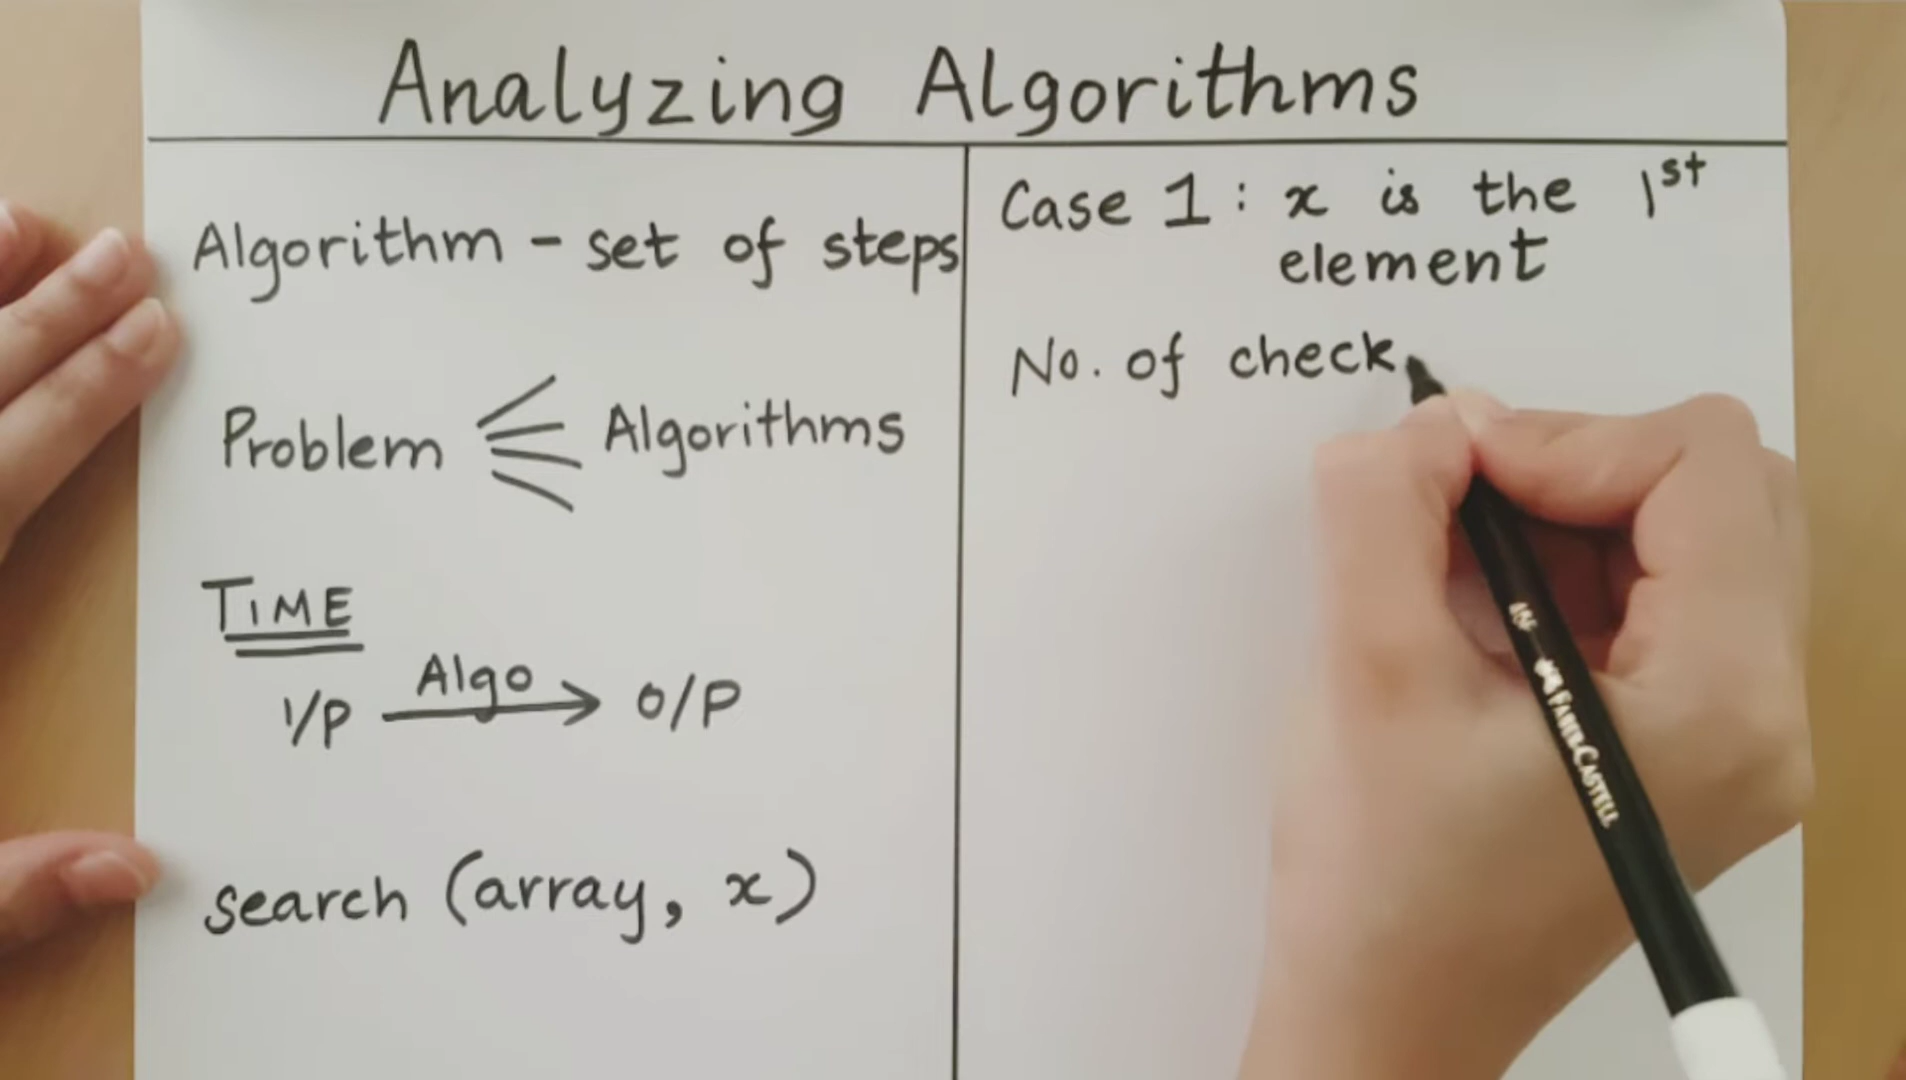 Analyzing Algorithms
Algorithm - set of steps
Problem Algorithms
TIME
I/P Algo O/P
search (array, x)
Case 1: x is the 1st
element
No. of check
FABER-CASTELL